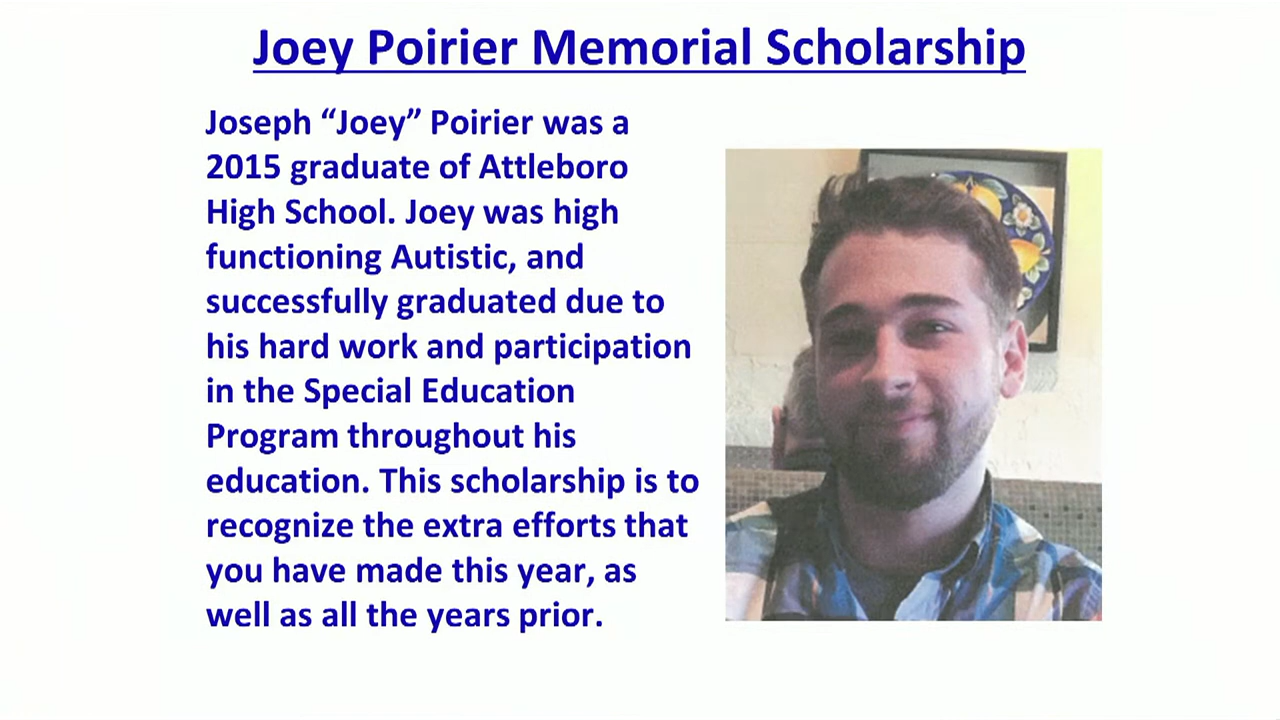 Joey Poirier Memorial Scholarship
Joseph “Joey” Poirier was a
2015 graduate of Attleboro
High School. Joey was high
functioning Autistic, and
successfully graduated due to
his hard work and participation
in the Special Education
Program throughout his
education. This scholarship is to
recognize the extra efforts that
you have made this year, as
well as all the years prior.